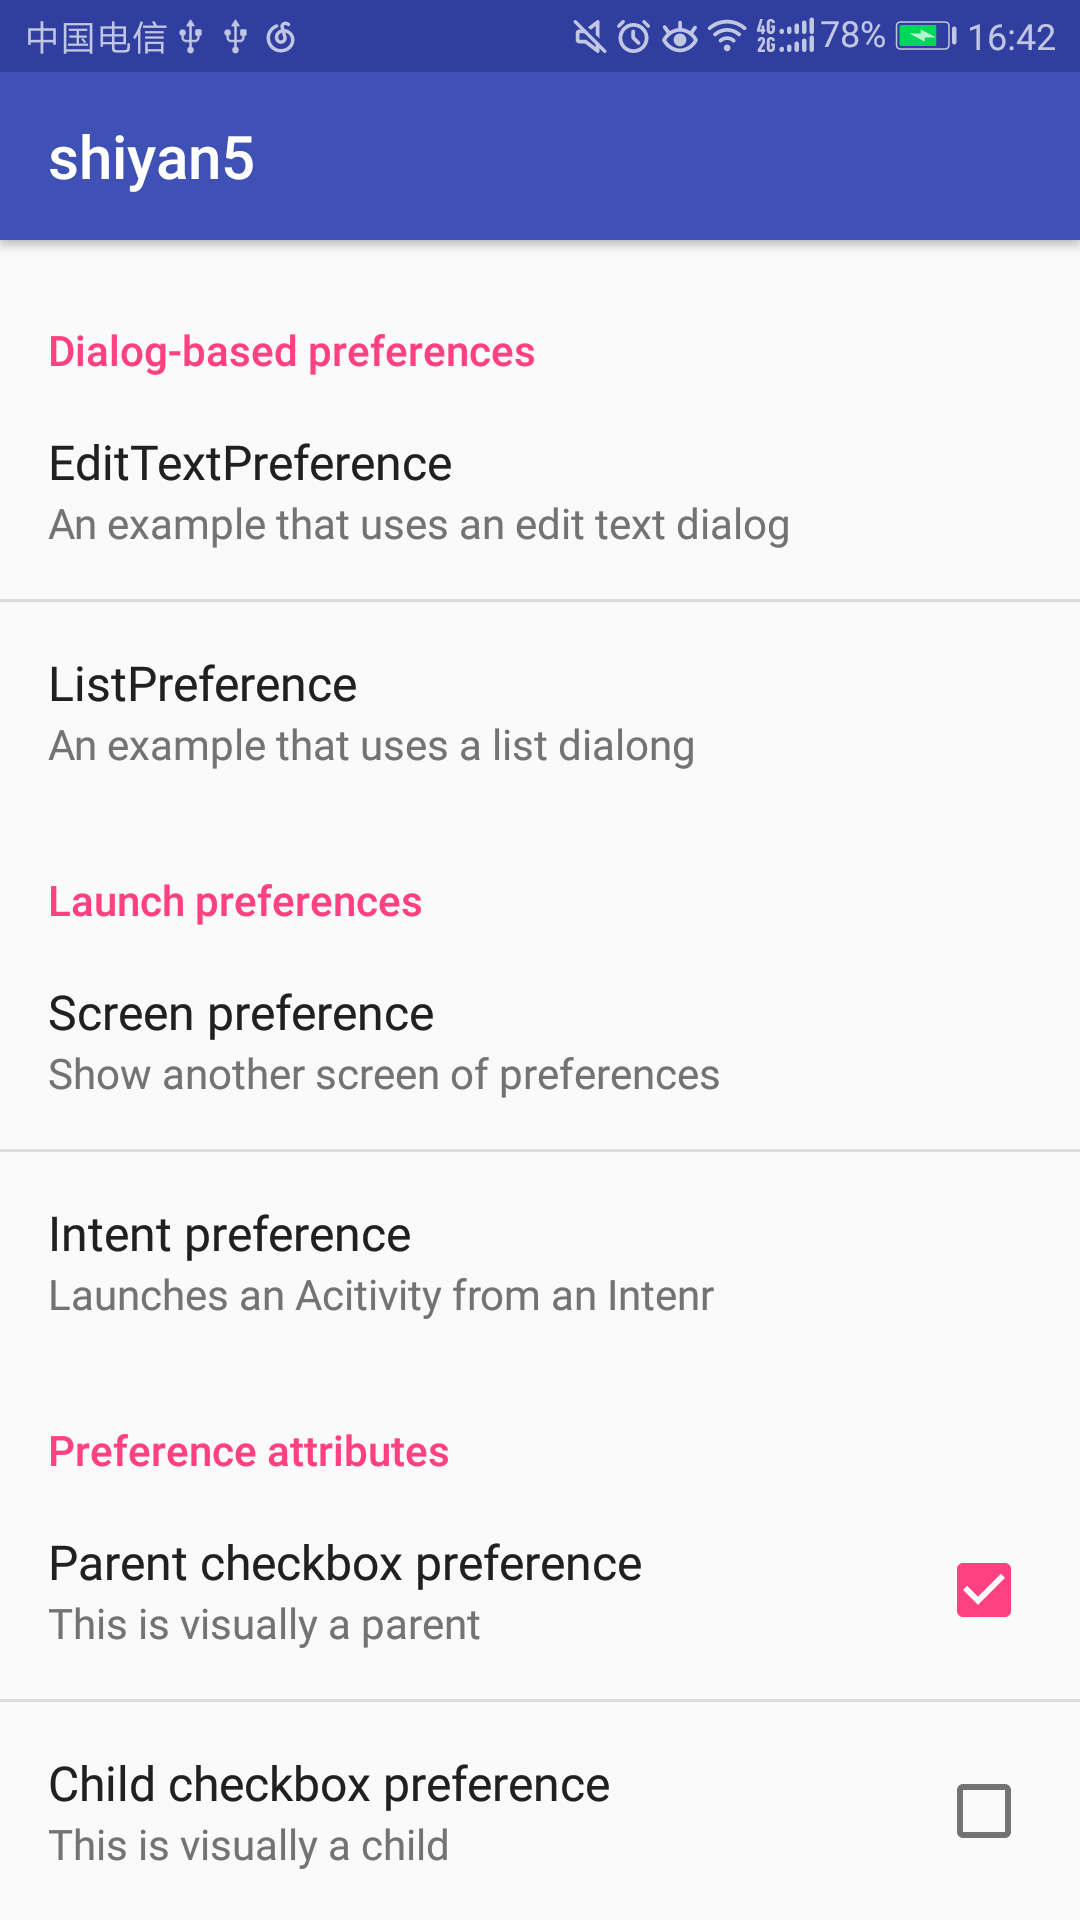 中国电信 4G 2G 78% 16:42
shiyan5
Dialog-based preferences
EditTextPreference
An example that uses an edit text dialog
ListPreference
An example that uses a list dialong
Launch preferences
Screen preference
Show another screen of preferences
Intent preference
Launches an Acitivity from an Intenr
Preference attributes
Parent checkbox preference
This is visually a parent
Child checkbox preference
This is visually a child